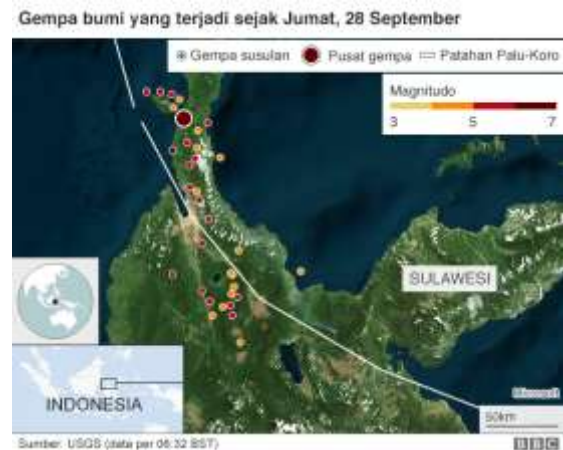 Gempa bumi yang terjadi sejak Jumat, 28 September
Gempa susulan Pusat gempa Patahan Palu-Koro
Magnitudo
3 5 7
SULAWESI
INDONESIA
Microsoft
50km
Sumber: USGS (data per 06:32 BST)
BBC